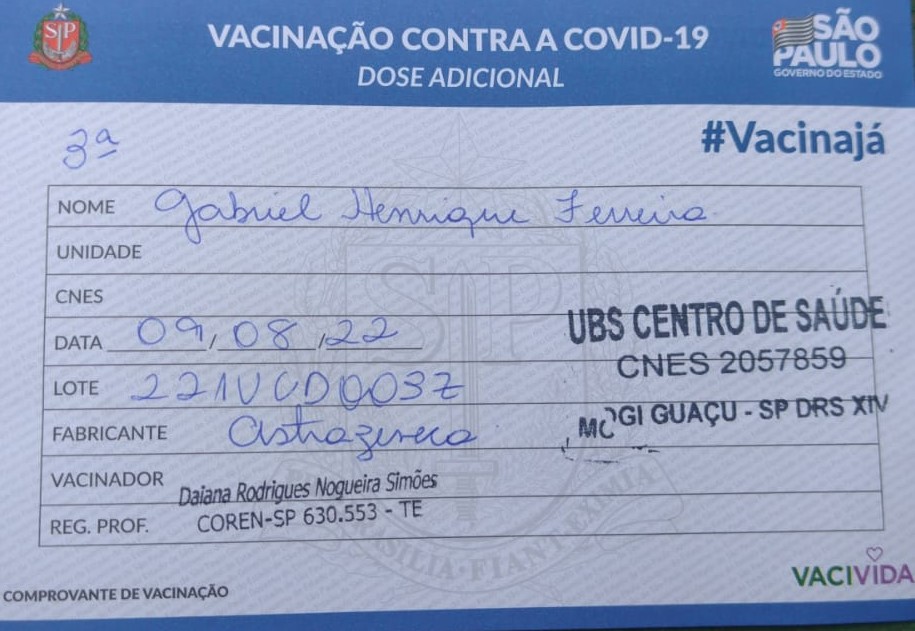 VACINAÇÃO CONTRA A COVID-19
DOSE ADICIONAL
SP
SÃO PAULO
GOVERNO DO ESTADO
3ª
#Vacinajá
NOME Gabriel Henrique Ferreira
UNIDADE
CNES
UBS CENTRO DE SAÚDE
DATA 09/08/22
CNES 2057859
LOTE 221VCD003Z
MOGI GUAÇU - SP DRS XIV
FABRICANTE Astrazeneca
VACINADOR Daiana Rodrigues Nogueira Simões
REG. PROF. COREN-SP 630.553 - TE
VACIVIDA
COMPROVANTE DE VACINAÇÃO